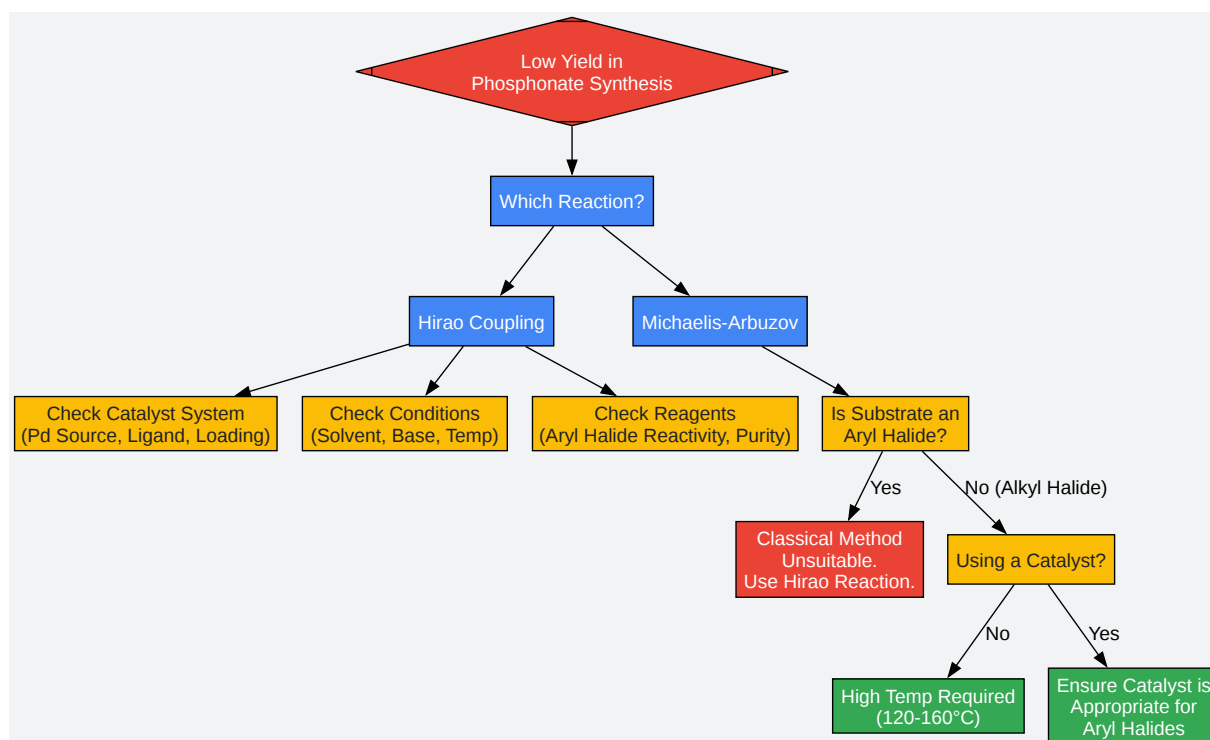 Low Yield in
Phosphonate Synthesis
Which Reaction?
Hirao Coupling
Michaelis-Arbuzov
Check Catalyst System
(Pd Source, Ligand, Loading)
Check Conditions
(Solvent, Base, Temp)
Check Reagents
(Aryl Halide Reactivity, Purity)
Is Substrate an
Aryl Halide?
Yes
No (Alkyl Halide)
Classical Method
Unsuitable.
Use Hirao Reaction.
Using a Catalyst?
No
Yes
High Temp Required
(120-160°C)
Ensure Catalyst is
Appropriate for
Aryl Halides